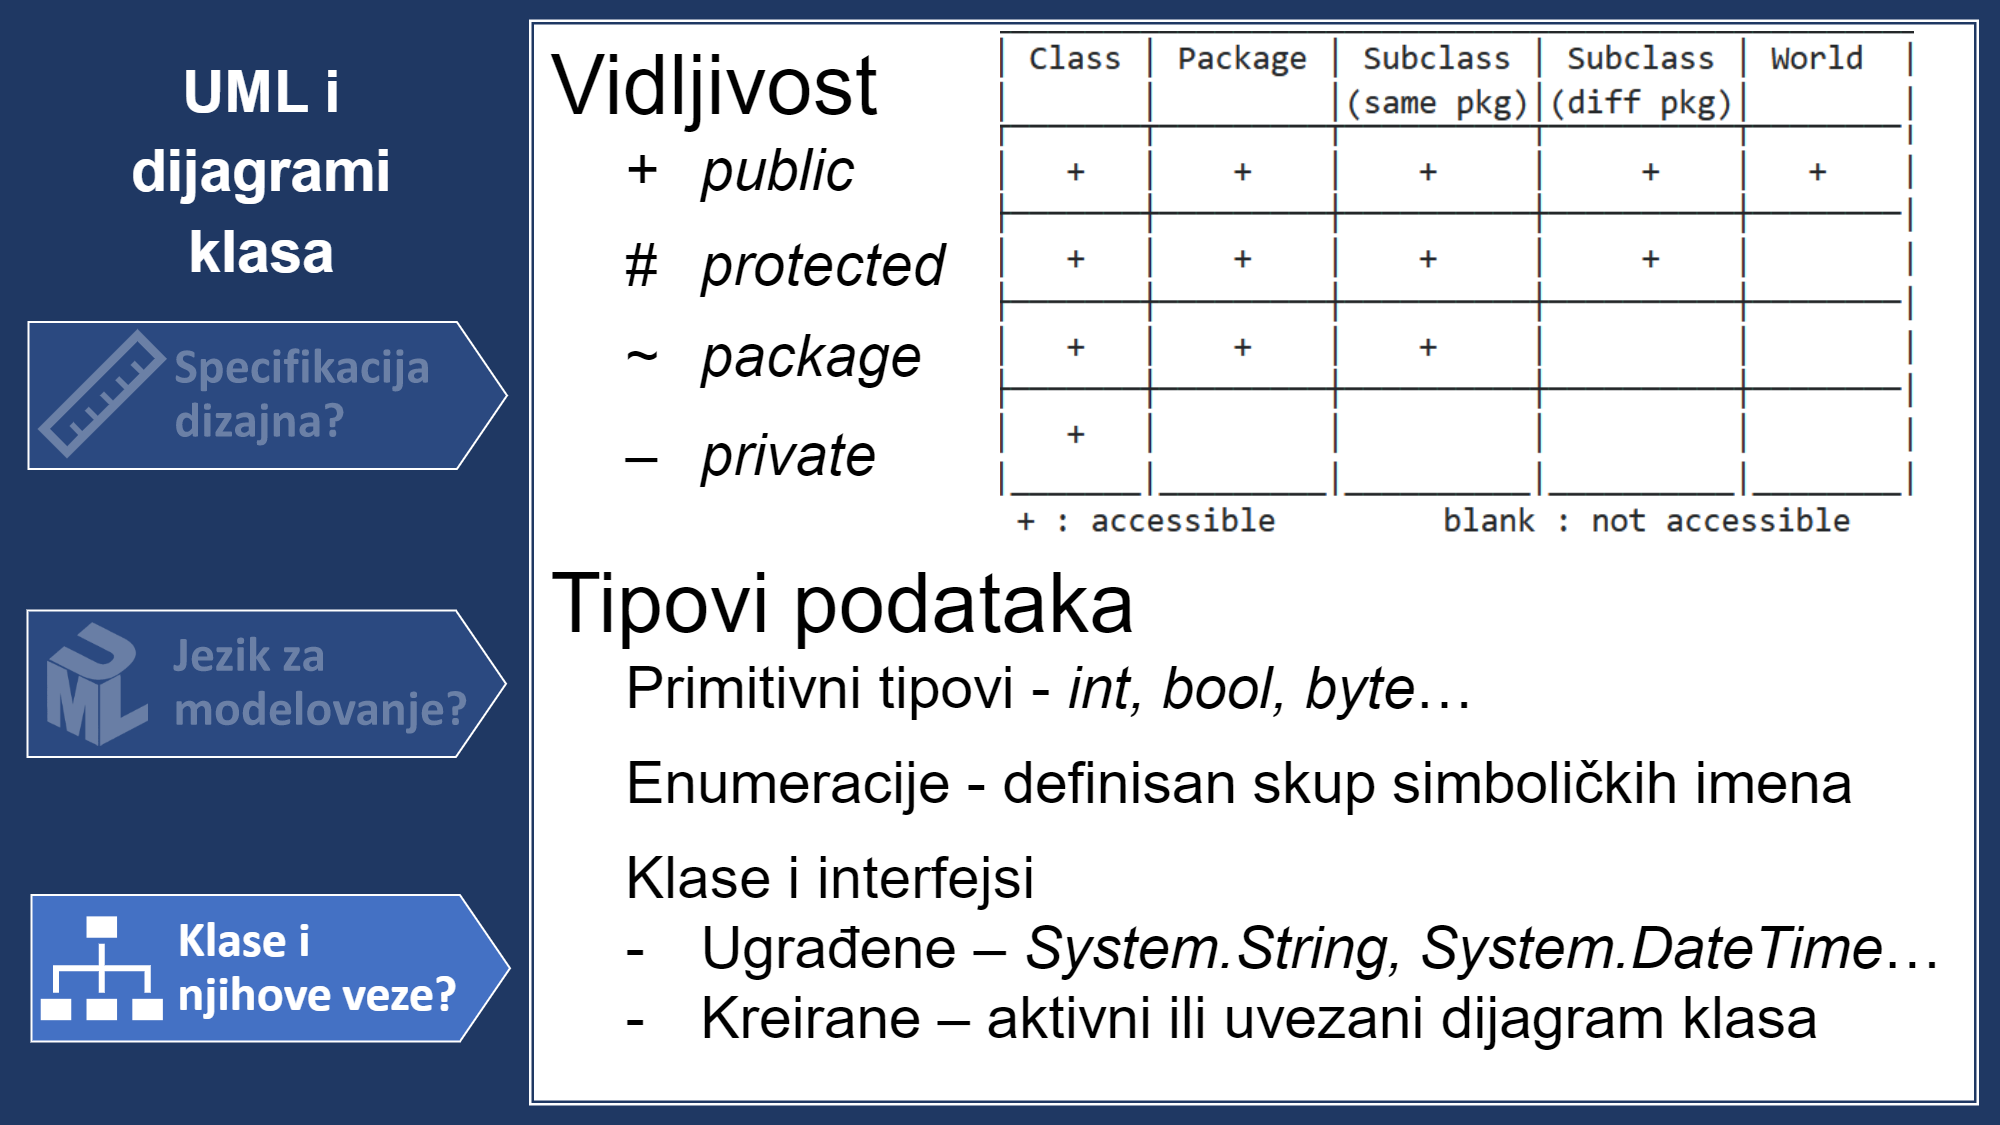 UML i
dijagrami
klasa
Specifikacija
dizajna?
UML
Jezik za
modelovanje?
Klase i
njihove veze?
Vidljivost
+ public
# protected
~ package
– private
| Class | Package | Subclass | Subclass | World |
| | |(same pkg)|(diff pkg)| |
| + | + | + | + | + |
| + | + | + | + | |
| + | + | + | | |
| + | | | | |
+ : accessible blank : not accessible
Tipovi podataka
Primitivni tipovi - int, bool, byte…
Enumeracije - definisan skup simboličkih imena
Klase i interfejsi
- Ugrađene – System.String, System.DateTime…
- Kreirane – aktivni ili uvezani dijagram klasa